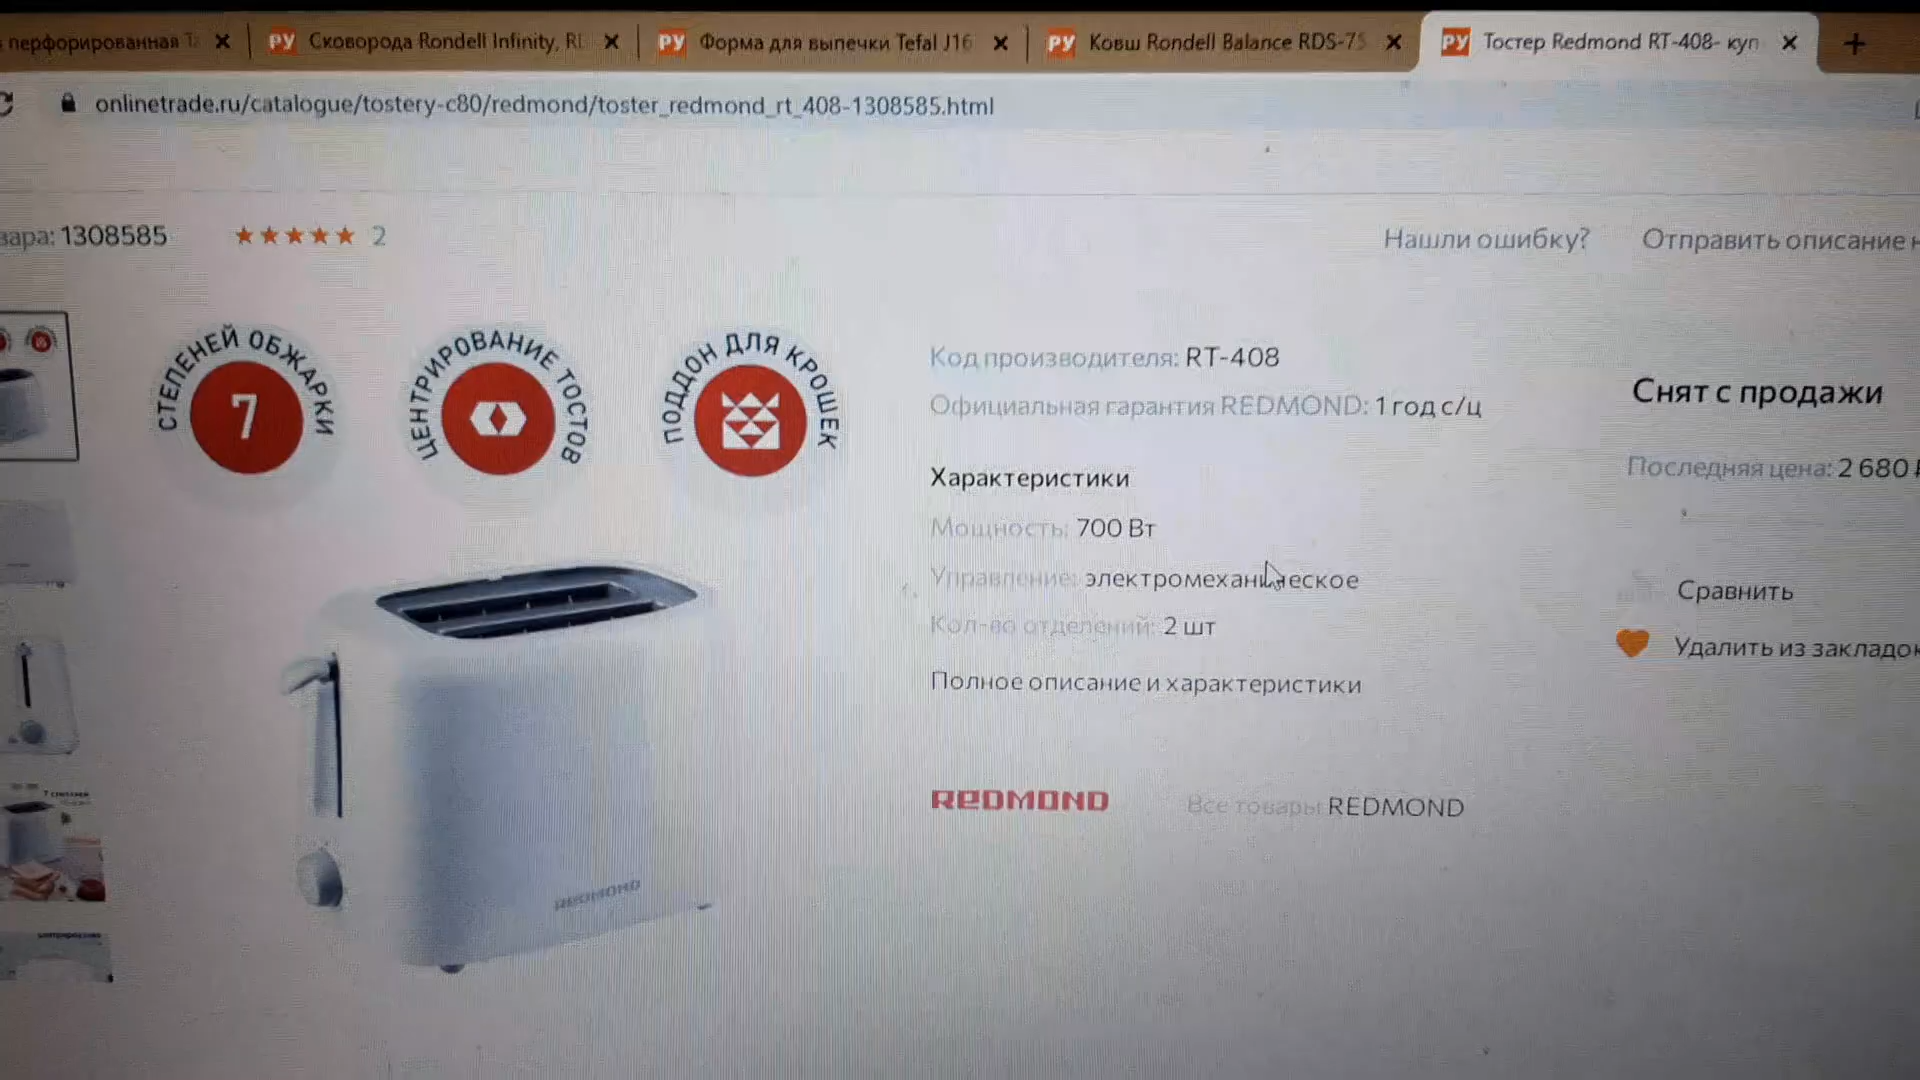 перфорированная
Сковорода Rondell Infinity, RD
Форма для выпечки Tefal J16
Ковш Rondell Balance RDS-75
Тостер Redmond RT-408- куп
onlinetrade.ru/catalogue/tostery-c80/redmond/toster_redmond_rt_408-1308585.html
вара: 1308585
2
Нашли ошибку?
Отправить описание н
СТЕПЕНЕЙ ОБЖАРКИ
7
ЦЕНТРИРОВАНИЕ ТОСТОВ
ПОДДОН ДЛЯ КРОШЕК
Код производителя: RT-408
Официальная гарантия REDMOND: 1 год с/ц
Характеристики
Мощность: 700 Вт
Управление: электромеханическое
Кол-во отделений: 2 шт
Полное описание и характеристики
REDMOND
Все товары REDMOND
Снят с продажи
Последняя цена: 2 680 ₽
Сравнить
Удалить из закладок
REDMOND